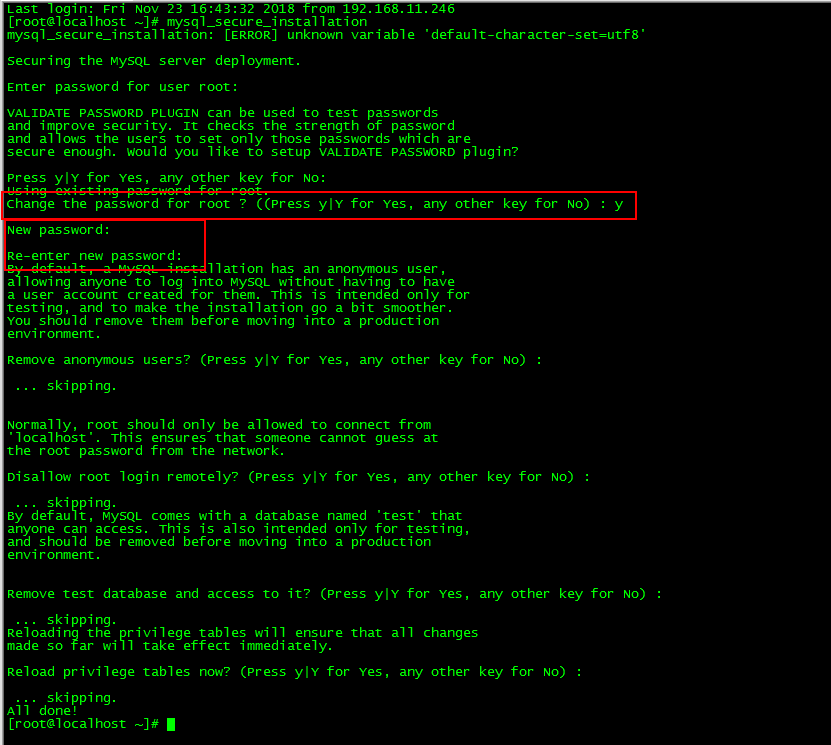 Last login: Fri Nov 23 16:43:32 2018 from 192.168.11.246
[root@localhost ~]# mysql_secure_installation
mysql_secure_installation: [ERROR] unknown variable 'default-character-set=utf8'
Securing the MySQL server deployment.
Enter password for user root:
VALIDATE PASSWORD PLUGIN can be used to test passwords
and improve security. It checks the strength of password
and allows the users to set only those passwords which are
secure enough. Would you like to setup VALIDATE PASSWORD plugin?
Press y|Y for Yes, any other key for No:
Using existing password for root.
Change the password for root ? ((Press y|Y for Yes, any other key for No) : y
New password:
Re-enter new password:
By default, a MySQL installation has an anonymous user,
allowing anyone to log into MySQL without having to have
a user account created for them. This is intended only for
testing, and to make the installation go a bit smoother.
You should remove them before moving into a production
environment.
Remove anonymous users? (Press y|Y for Yes, any other key for No) :
... skipping.
Normally, root should only be allowed to connect from
'localhost'. This ensures that someone cannot guess at
the root password from the network.
Disallow root login remotely? (Press y|Y for Yes, any other key for No) :
... skipping.
By default, MySQL comes with a database named 'test' that
anyone can access. This is also intended only for testing,
and should be removed before moving into a production
environment.
Remove test database and access to it? (Press y|Y for Yes, any other key for No) :
... skipping.
Reloading the privilege tables will ensure that all changes
made so far will take effect immediately.
Reload privilege tables now? (Press y|Y for Yes, any other key for No) :
... skipping.
All done!
[root@localhost ~]#